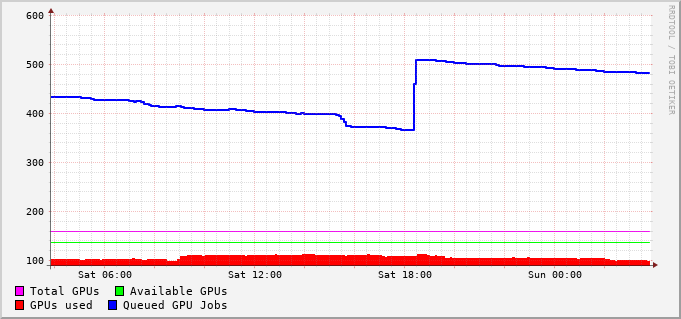 600
500
400
300
200
100
Sat 06:00 Sat 12:00 Sat 18:00 Sun 00:00
Total GPUs Available GPUs
GPUs used Queued GPU Jobs
RRDTOOL / TOBI OETIKER